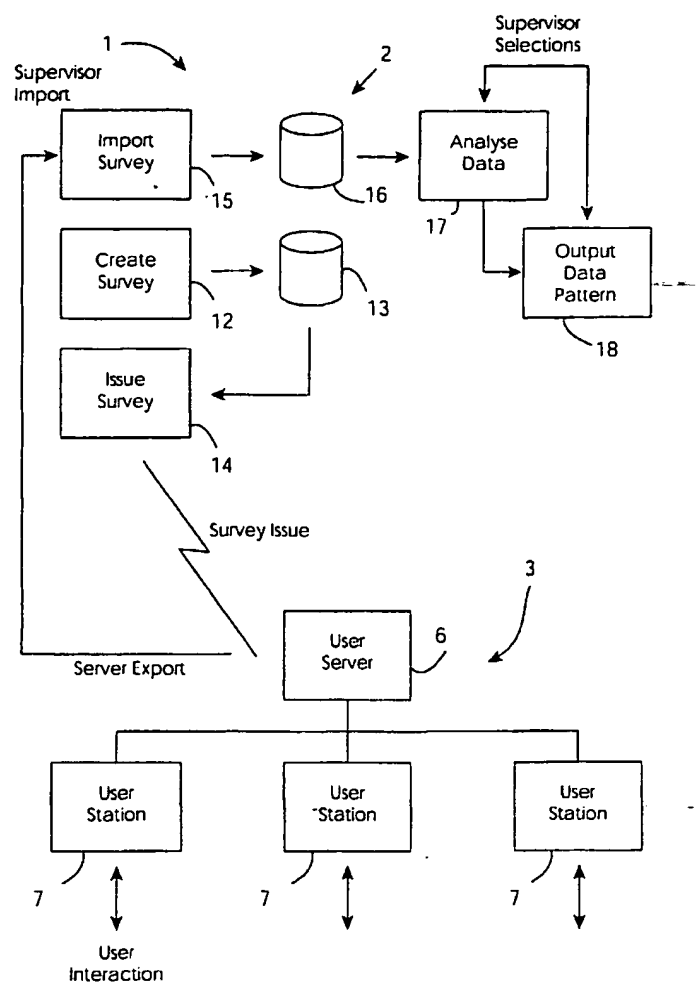 Supervisor
Selections
1
2
Supervisor
Import
Import
Survey
15
16
Analyse
Data
17
Create
Survey
12
13
Output
Data
Pattern
18
Issue
Survey
14
Survey Issue
3
User
Server
6
Server Export
User
Station
7
User
Station
7
User
Station
7
User
Interaction